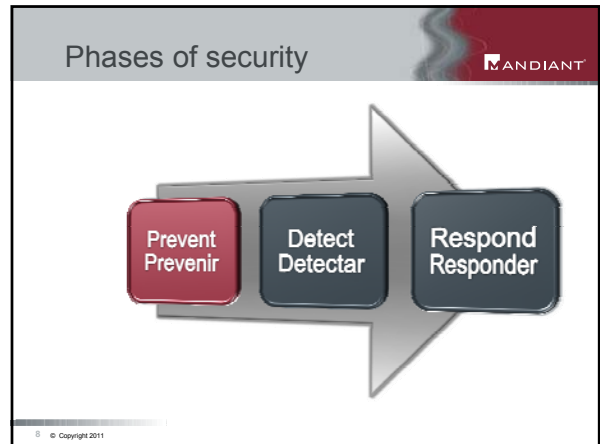 Phases of security
MANDIANT
Prevent
Prevenir
Detect
Detectar
Respond
Responder
8 © Copyright 2011